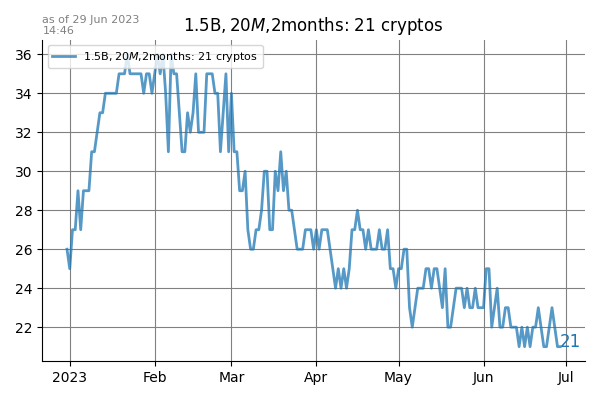 as of 29 Jun 2023
14:46
1.5B, 20M,2months: 21 cryptos
1.5B, 20M,2months: 21 cryptos
36
34
32
30
28
26
24
22
21
2023 Feb Mar Apr May Jun Jul